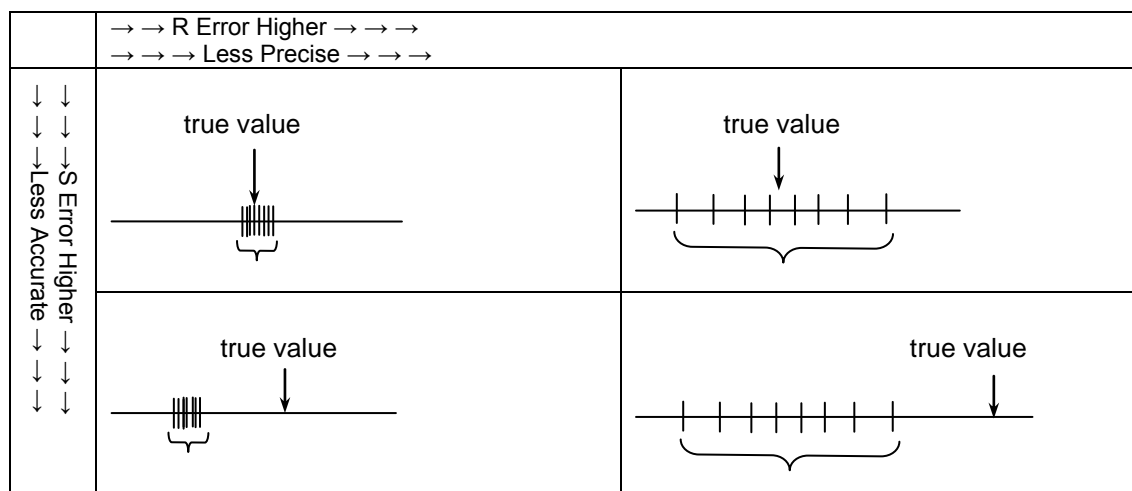 → → R Error Higher → → →
→ → → Less Precise → → →
↓ ↓ ↓ →S Error Higher ↓ ↓ ↓
↓ ↓ ↓ →Less Accurate ↓ ↓ ↓
true value
true value
true value
true value